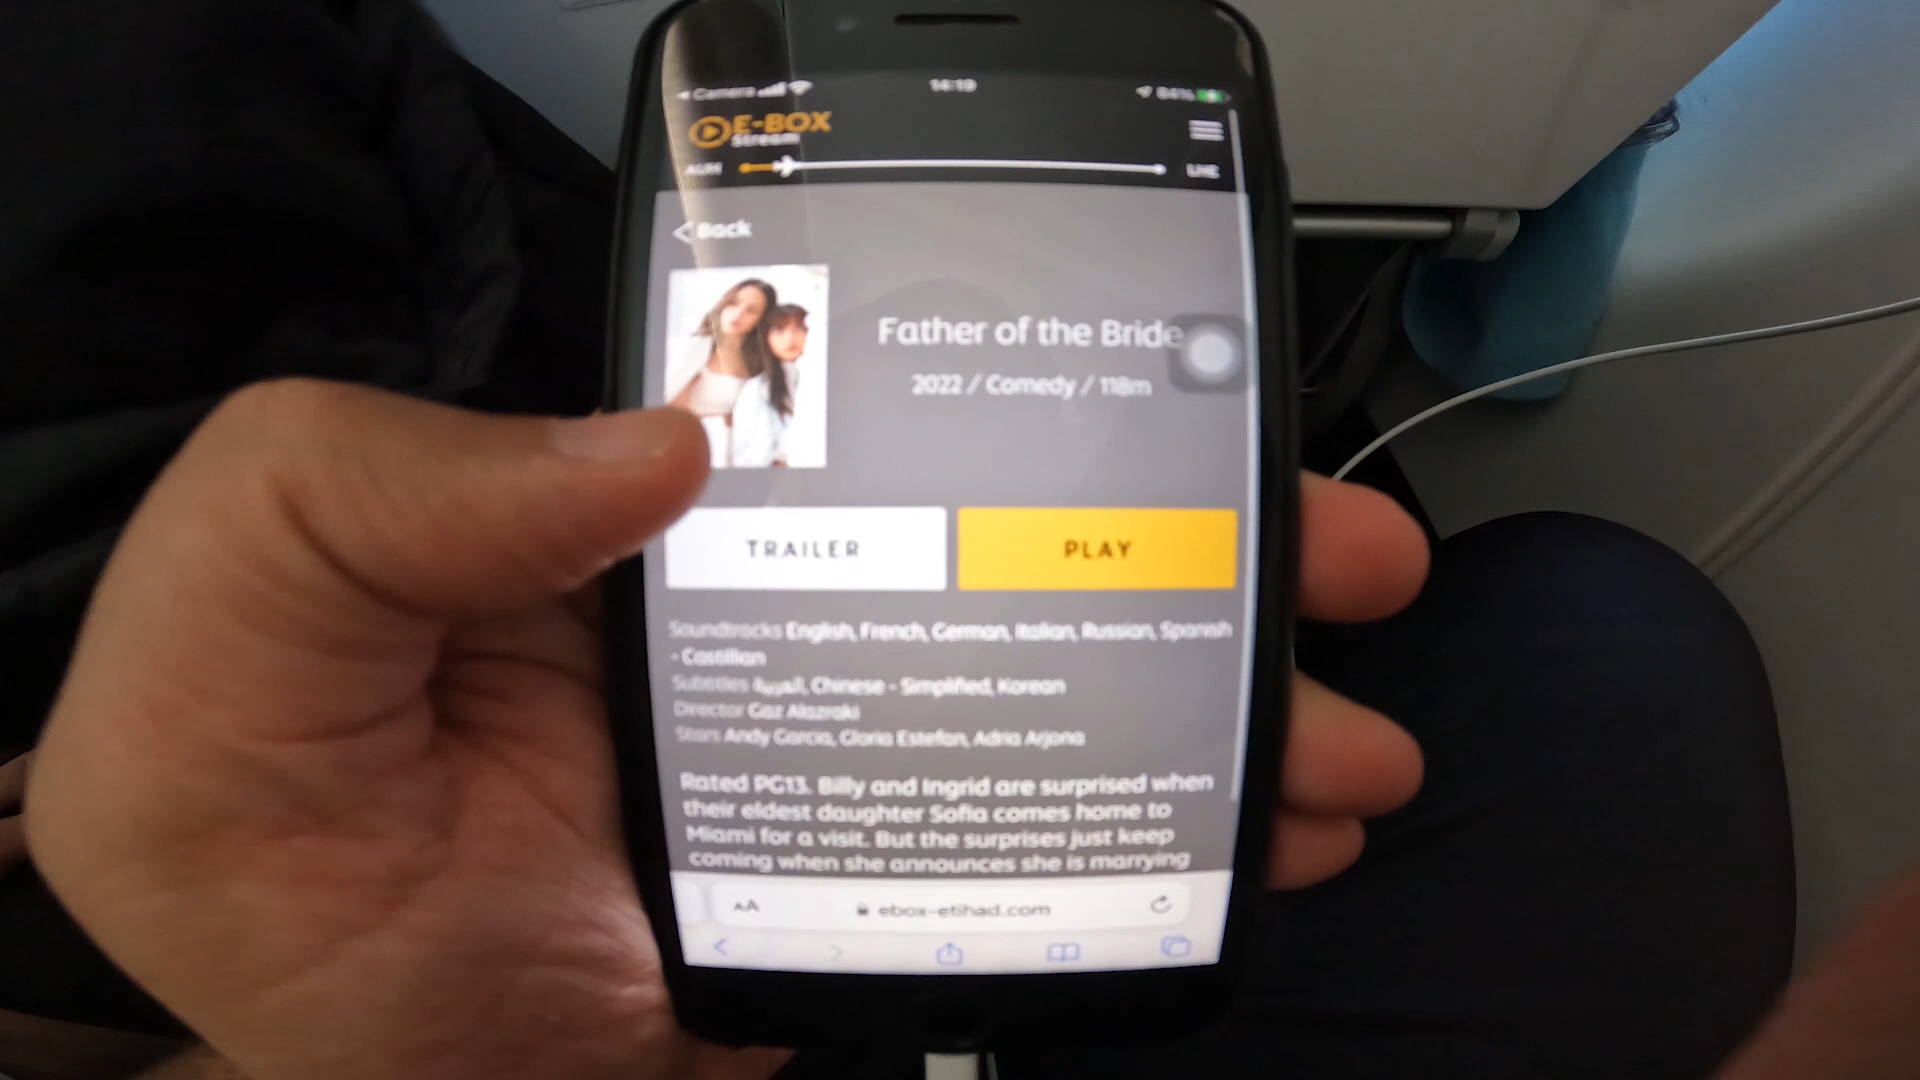 Camera 14:19 84%
E-BOX
Stream
AUH
Back
Father of the Bride
2022 / Comedy / 118m
TRAILER PLAY
Soundtracks English, French, German, Italian, Russian, Spanish
- Castilian
Subtitles العربية, Chinese - Simplified, Korean
Director Gaz Alazraki
Stars Andy Garcia, Gloria Estefan, Adria Arjona
Rated PG13. Billy and Ingrid are surprised when
their eldest daughter Sofia comes home to
Miami for a visit. But the surprises just keep
coming when she announces she is marrying
AA ebox-etihad.com